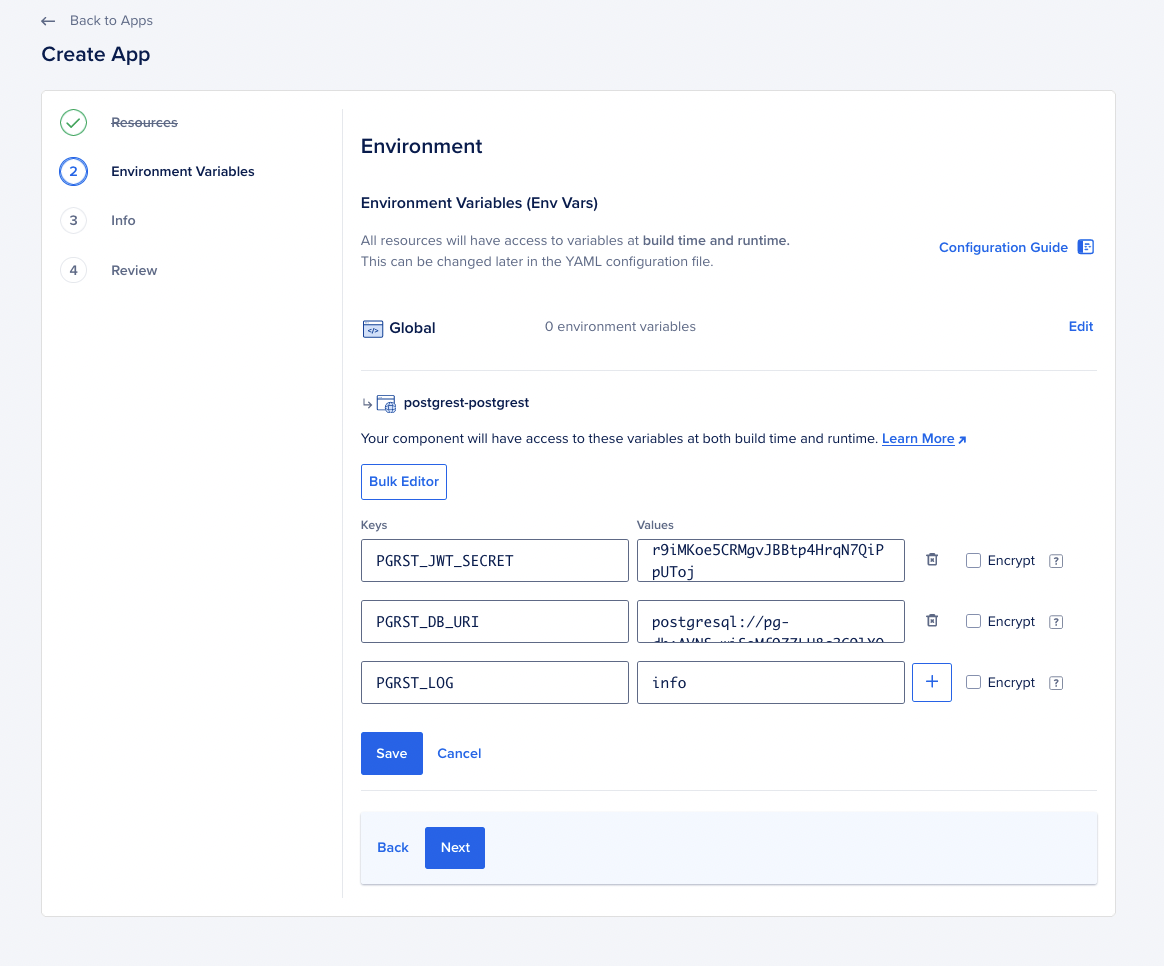 Back to Apps
Create App
Resources
2 Environment Variables
3 Info
4 Review
Environment
Environment Variables (Env Vars)
All resources will have access to variables at build time and runtime.
This can be changed later in the YAML configuration file.
Configuration Guide
</> Global 0 environment variables Edit
postgrest-postgrest
Your component will have access to these variables at both build time and runtime. Learn More
Bulk Editor
Keys Values
PGRST_JWT_SECRET
r9iMKoe5CRMgvJBBtp4HrqN7QiP
pUToj
Encrypt ?
PGRST_DB_URI
postgresql://pg-
Encrypt ?
PGRST_LOG info + Encrypt ?
Save Cancel
Back Next